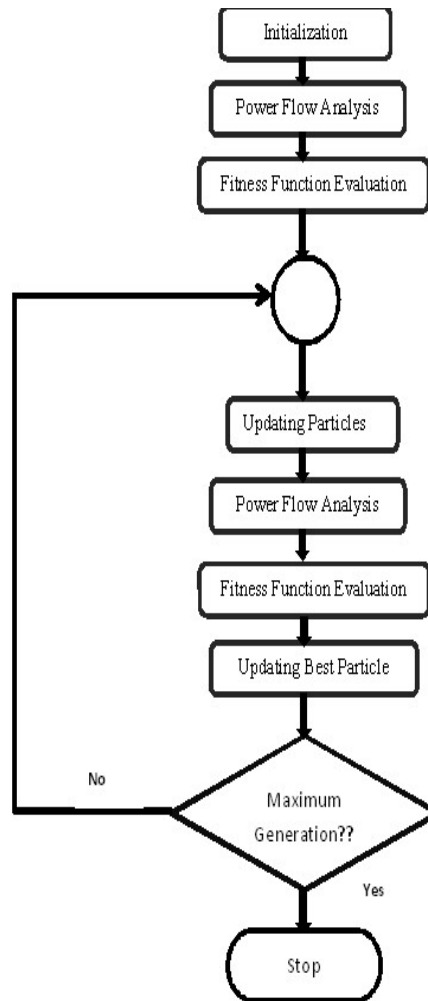 Initialization
Power Flow Analysis
Fitness Function Evaluation
Updating Particles
Power Flow Analysis
Fitness Function Evaluation
Updating Best Particle
No
Maximum
Generation??
Yes
Stop